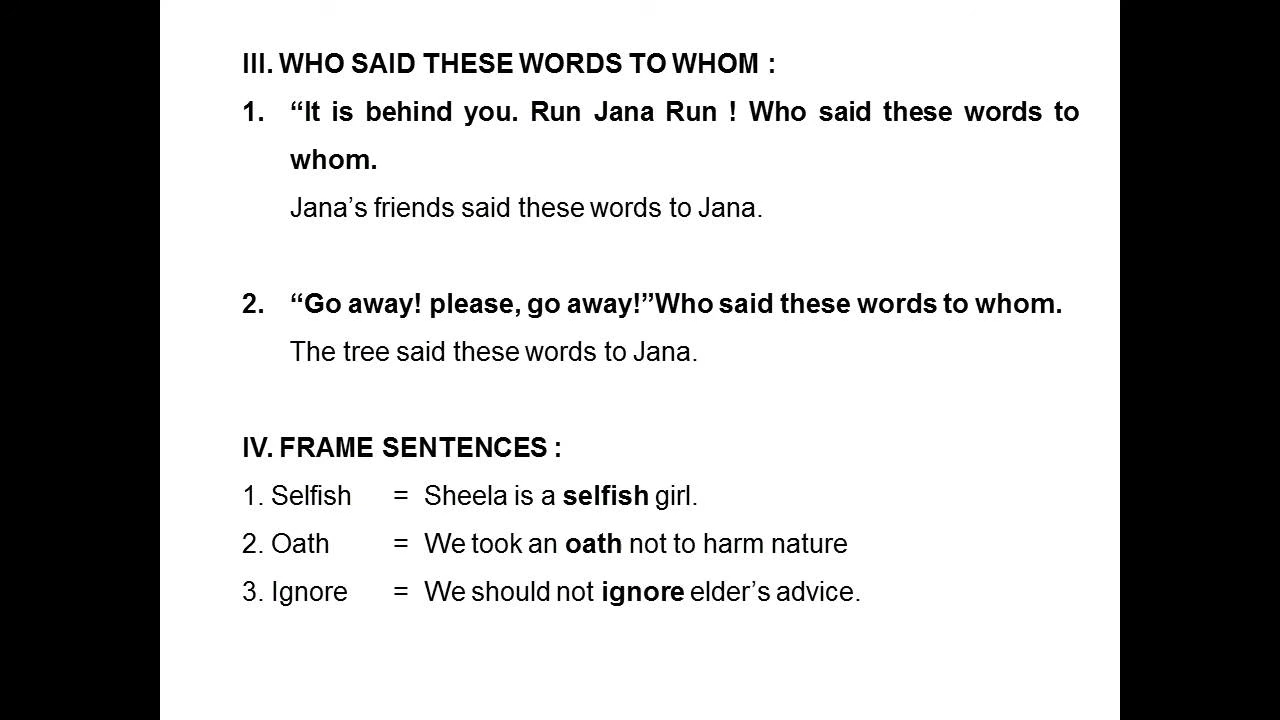 III. WHO SAID THESE WORDS TO WHOM :
1. “It is behind you. Run Jana Run ! Who said these words to
whom.
Jana’s friends said these words to Jana.
2. “Go away! please, go away!”Who said these words to whom.
The tree said these words to Jana.
IV. FRAME SENTENCES :
1. Selfish = Sheela is a selfish girl.
2. Oath = We took an oath not to harm nature
3. Ignore = We should not ignore elder’s advice.